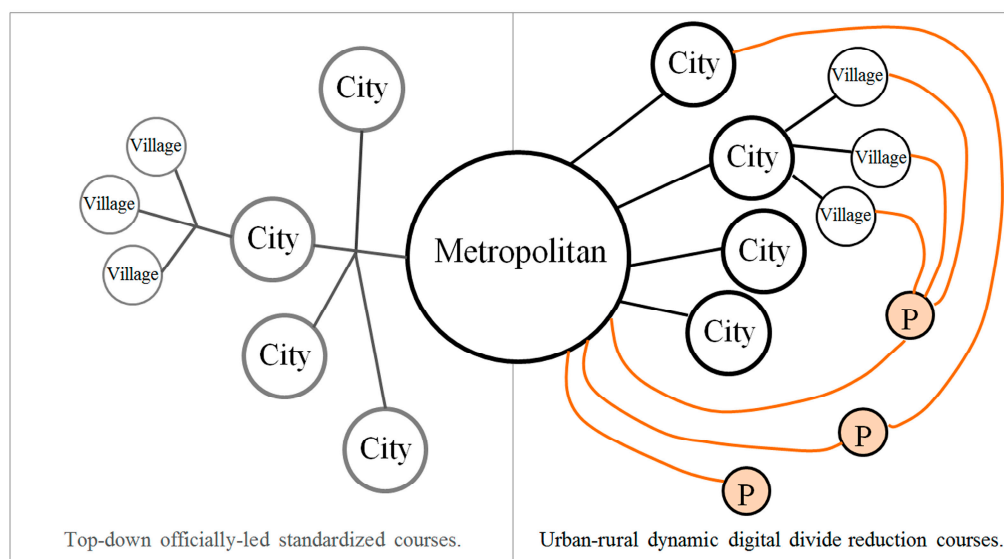 City
Village
Village
Village
City
City
City
Metropolitan
City
Village
City
Village
Village
City
City
P
P
P
Top-down officially-led standardized courses.
Urban-rural dynamic digital divide reduction courses.